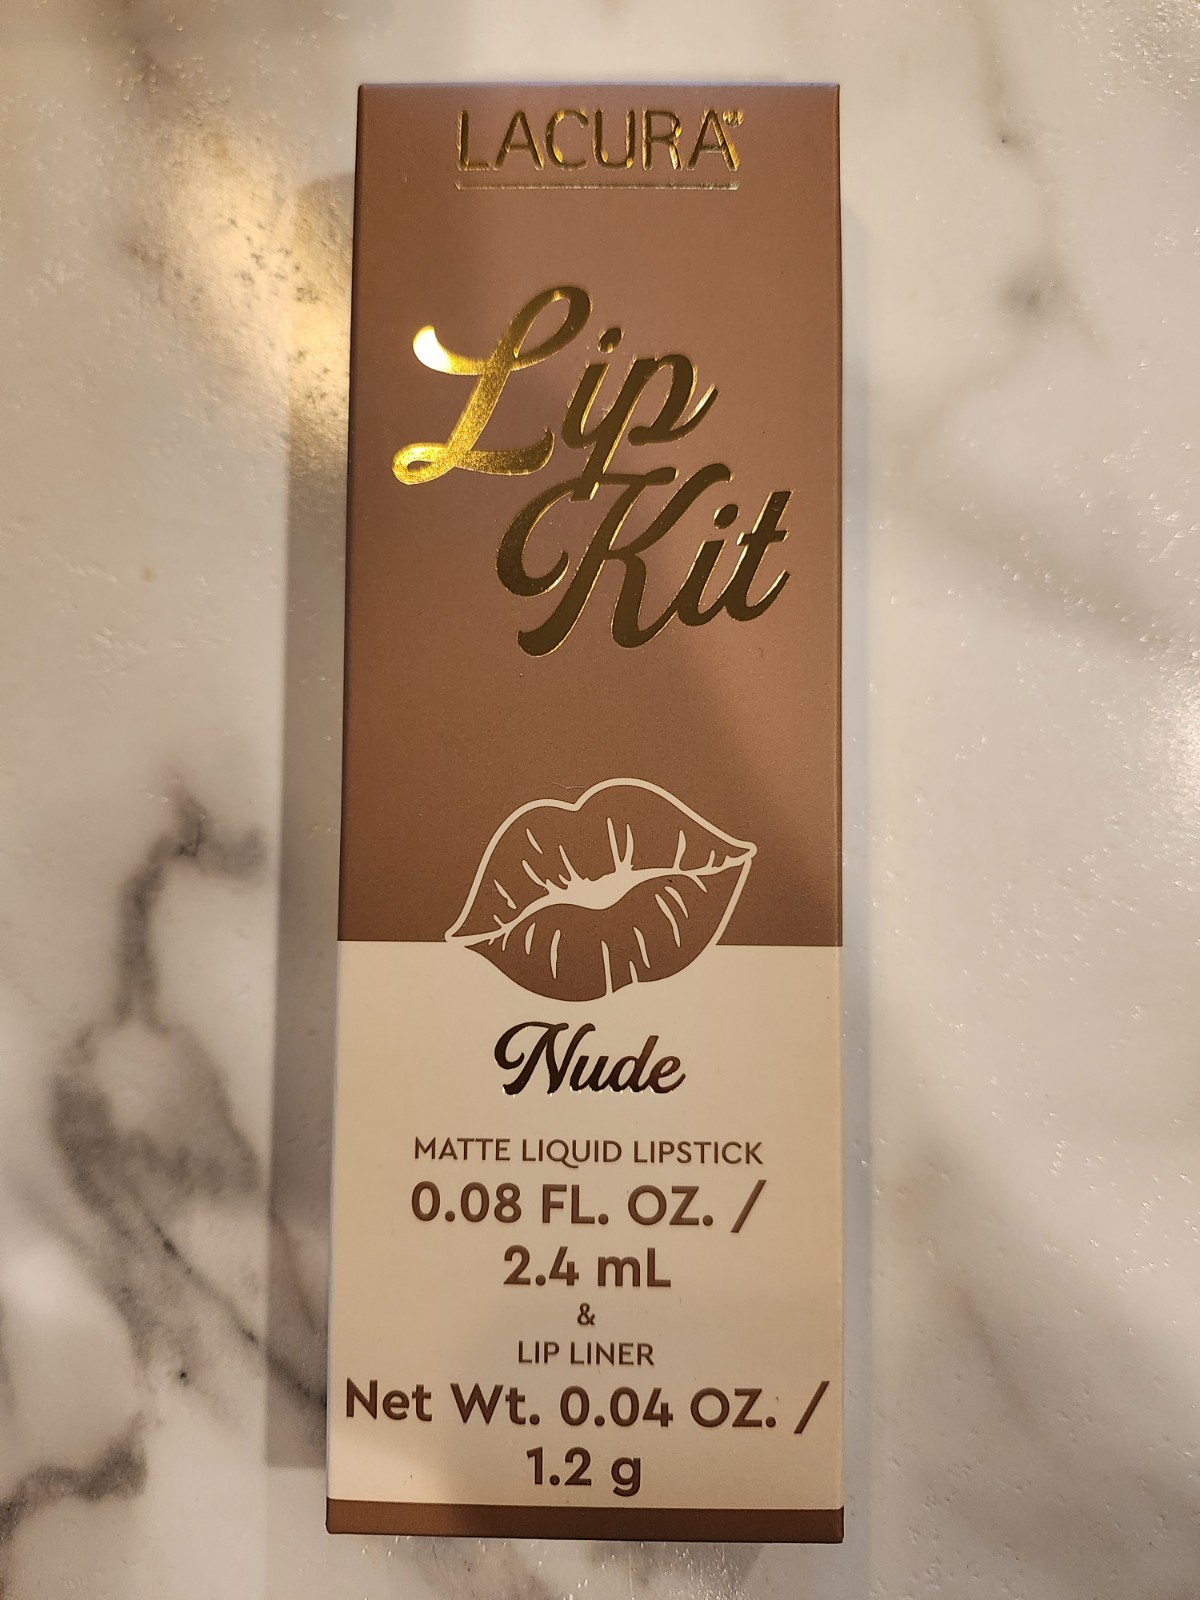 LACURA™
Lip
Kit
Nude
MATTE LIQUID LIPSTICK
0.08 FL. OZ. /
2.4 mL
&
LIP LINER
Net Wt. 0.04 OZ. /
1.2 g